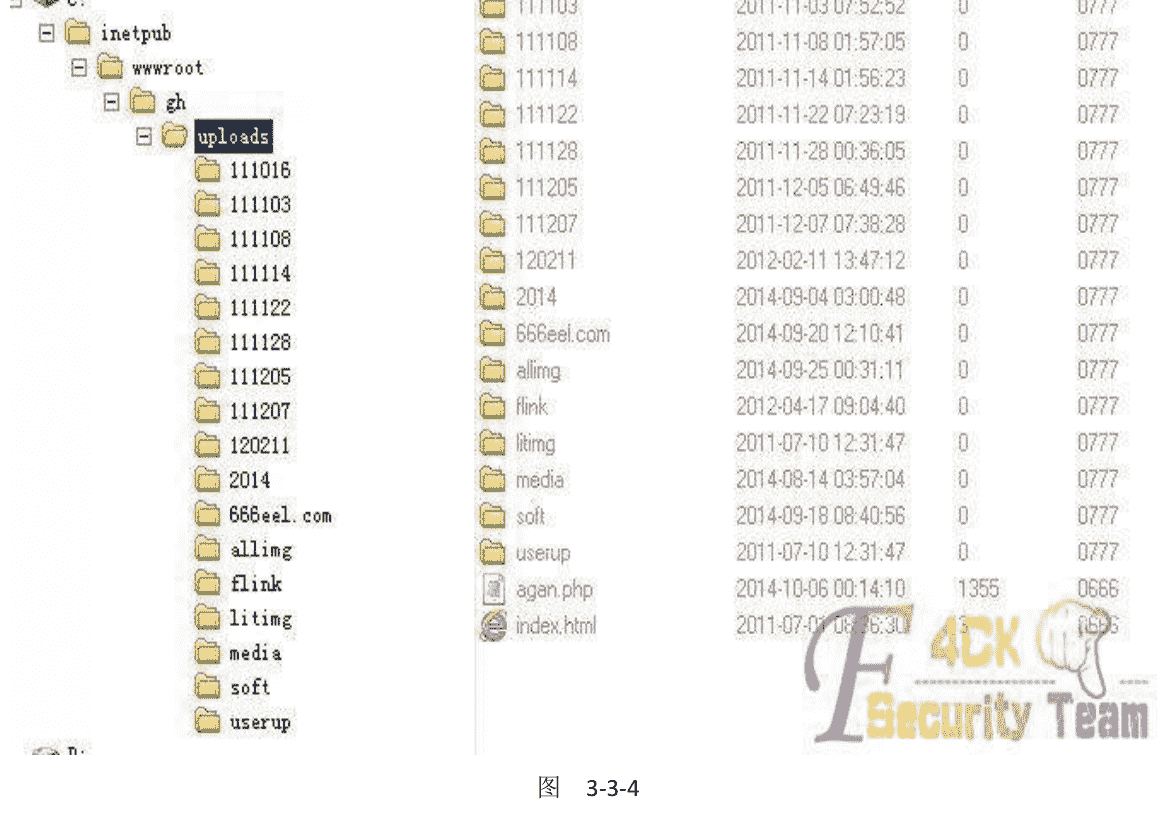 C:
inetpub
wwwroot
gh
uploads
111016
111103
111108
111114
111122
111128
111205
111207
120211
2014
666eel.com
allimg
flink
litimg
media
soft
userup
D:
111103 2011-11-03 07:52:52 0 0777
111108 2011-11-08 01:57:05 0 0777
111114 2011-11-14 01:56:23 0 0777
111122 2011-11-22 07:23:19 0 0777
111128 2011-11-28 00:36:05 0 0777
111205 2011-12-05 06:49:46 0 0777
111207 2011-12-07 07:38:28 0 0777
120211 2012-02-11 13:47:12 0 0777
2014 2014-09-04 03:00:48 0 0777
666eel.com 2014-09-20 12:10:41 0 0777
allimg 2014-09-25 00:31:11 0 0777
flink 2012-04-17 09:04:40 0 0777
litimg 2011-07-10 12:31:47 0 0777
media 2014-08-14 03:57:04 0 0777
soft 2014-09-18 08:40:56 0 0777
userup 2011-07-10 12:31:47 0 0777
agan.php 2014-10-06 00:14:10 1355 0666
index.html 2011-07-01 06:36:30 0666
F4CK
Security Team
图 3-3-4